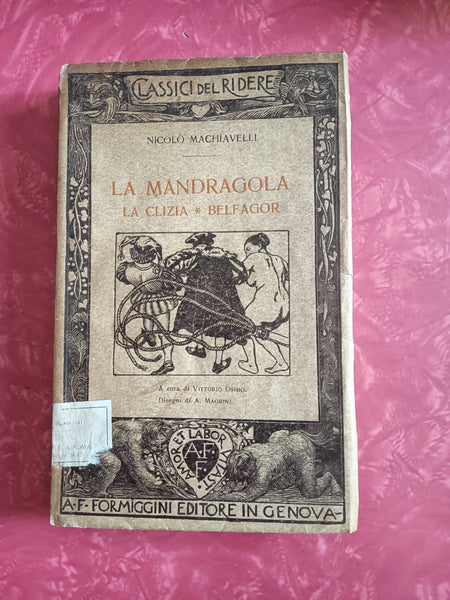 CLASSICI DEL RIDERE
NICOLÒ MACHIAVELLI
LA MANDRAGOLA
LA CLIZIA * BELFAGOR
A cura di VITTORIO OSIMO.
Disegni di A. MAGRINI.
AMOR ET LABOR VITAST
A.F.
F.
A.F. FORMIGGINI EDITORE IN GENOVA